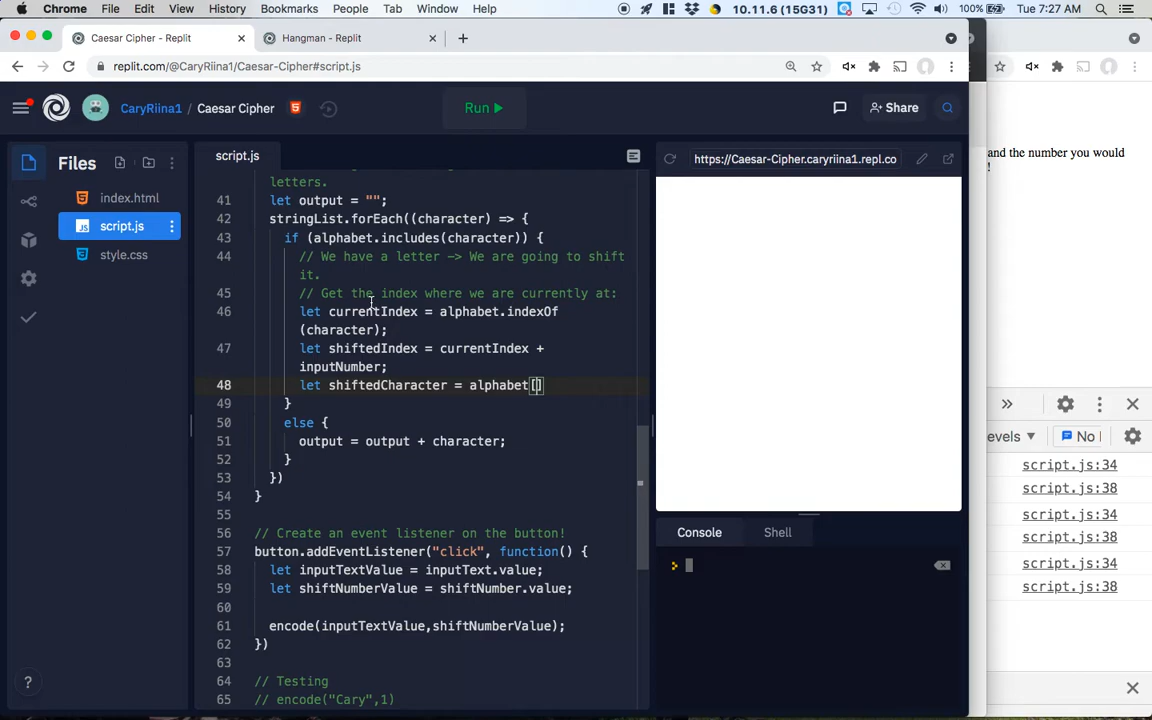 Chrome File Edit View History Bookmarks People Tab Window Help 10.11.6 (15G31) 100% Tue 7:27 AM
Caesar Cipher - Replit Hangman - Replit
replit.com/@CaryRiina1/Caesar-Cipher#script.js
CaryRiina1 / Caesar Cipher Run Share
Files
index.html
script.js
style.css
script.js
letters.
41 let output = "";
42 stringList.forEach((character) => {
43 if (alphabet.includes(character)) {
44 // We have a letter -> We are going to shift
it.
45 // Get the index where we are currently at:
46 let currentIndex = alphabet.indexOf
(character);
47 let shiftedIndex = currentIndex +
inputNumber;
48 let shiftedCharacter = alphabet[]
49 }
50 else {
51 output = output + character;
52 }
53 })
54 }
55
56 // Create an event listener on the button!
57 button.addEventListener("click", function() {
58 let inputTextValue = inputText.value;
59 let shiftNumberValue = shiftNumber.value;
60
61 encode(inputTextValue,shiftNumberValue);
62 })
63
64 // Testing
65 // encode("Cary",1)
https://Caesar-Cipher.caryriina1.repl.co
Console Shell
>
and the number you would
!
»
evels ▼ No I
script.js:34
script.js:38
script.js:34
script.js:38
script.js:34
script.js:38
?